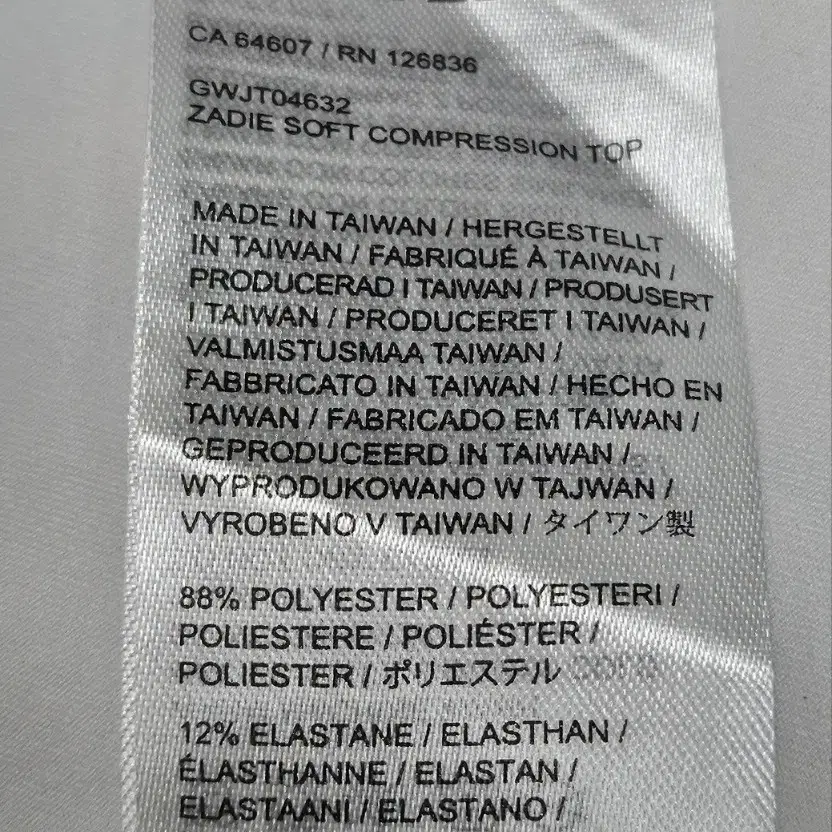 CA 64607 / RN 126836
GWJT04632
ZADIE SOFT COMPRESSION TOP
MADE IN TAIWAN / HERGESTELLT
IN TAIWAN / FABRIQUÉ À TAIWAN /
PRODUCERAD I TAIWAN / PRODUSERT
I TAIWAN / PRODUCERET I TAIWAN /
VALMISTUSMAA TAIWAN /
FABBRICATO IN TAIWAN / HECHO EN
TAIWAN / FABRICADO EM TAIWAN /
GEPRODUCEERD IN TAIWAN /
WYPRODUKOWANO W TAJWAN /
VYROBENO V TAIWAN / タイワン製
88% POLYESTER / POLYESTERI /
POLIESTERE / POLIÉSTER /
POLIESTER / ポリエステル
12% ELASTANE / ELASTHAN /
ÉLASTHANNE / ELASTAN /
ELASTAANI / ELASTANO /